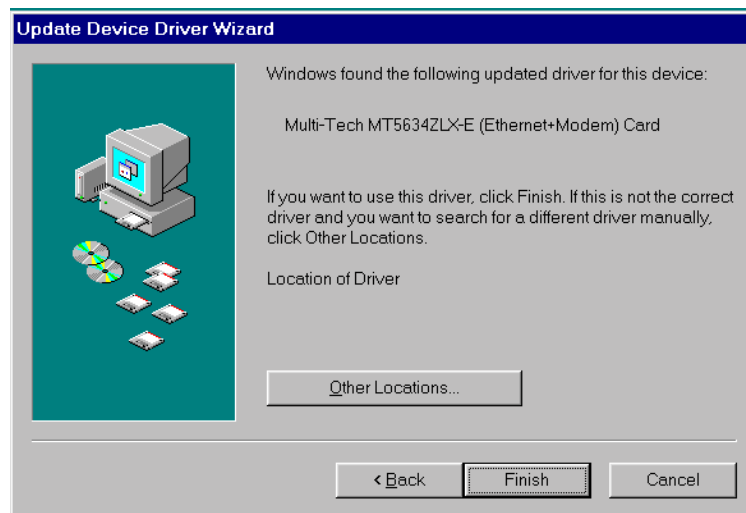 Update Device Driver Wizard
Windows found the following updated driver for this device:
Multi-Tech MT5634ZLX-E (Ethernet+Modem) Card
If you want to use this driver, click Finish. If this is not the correct
driver and you want to search for a different driver manually,
click Other Locations.
Location of Driver
Other Locations...
< Back
Finish
Cancel